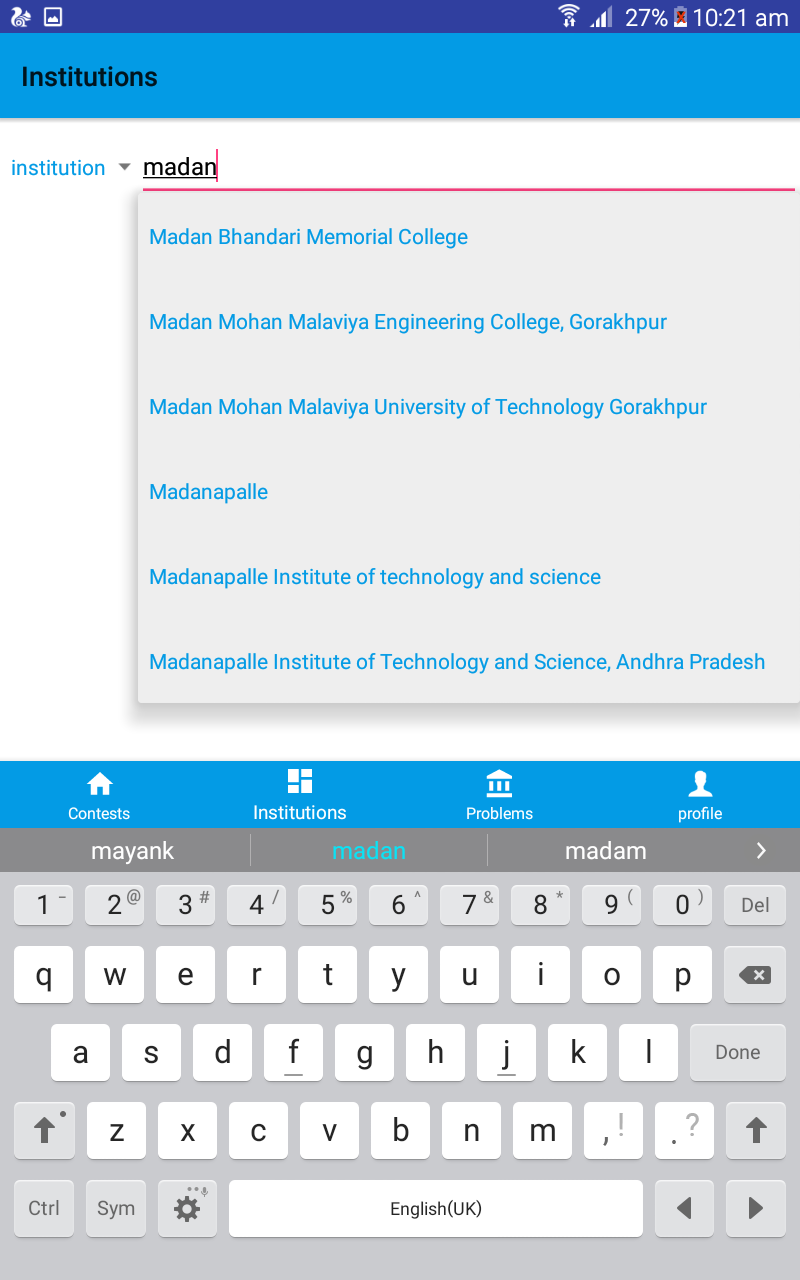 27% 10:21 am
Institutions
institution madan
Madan Bhandari Memorial College
Madan Mohan Malaviya Engineering College, Gorakhpur
Madan Mohan Malaviya University of Technology Gorakhpur
Madanapalle
Madanapalle Institute of technology and science
Madanapalle Institute of Technology and Science, Andhra Pradesh
Contests Institutions Problems profile
mayank madan madam
1 - 2 @ 3 # 4 / 5 % 6 ^ 7 & 8 * 9 ( 0 ) Del
q w e r t y u i o p
a s d f g h j k l Done
z x c v b n m , ! . ?
Ctrl Sym English(UK)